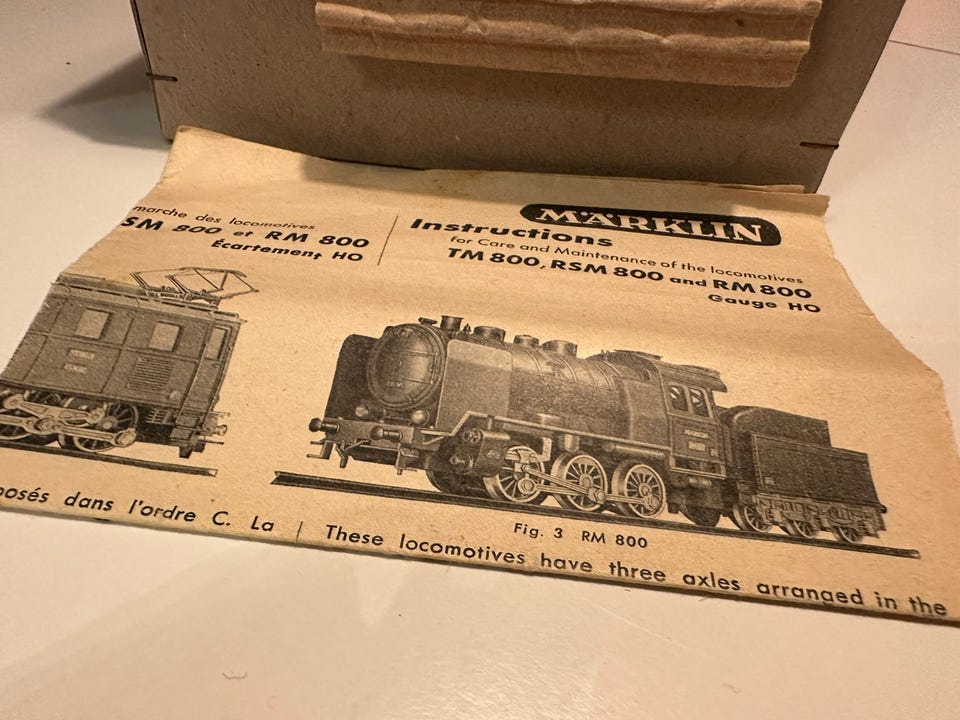 marche des locomotives
SM 800 et RM 800
Écartement HO
MÄRKLIN
Instructions
for Care and Maintenance of the locomotives
TM 800, RSM 800 and RM 800
Gauge HO
Fig. 3 RM 800
posés dans l'ordre C. La
These locomotives have three axles arranged in the